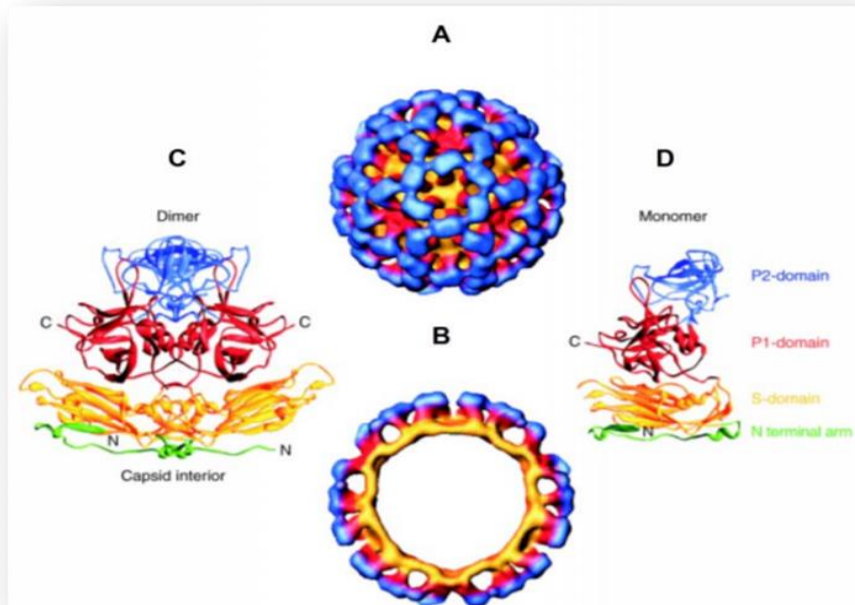 A
C
D
Dimer
Monomer
P2-domain
C
C
B
C
P1-domain
S-domain
N
N
N
N terminal arm
Capsid interior